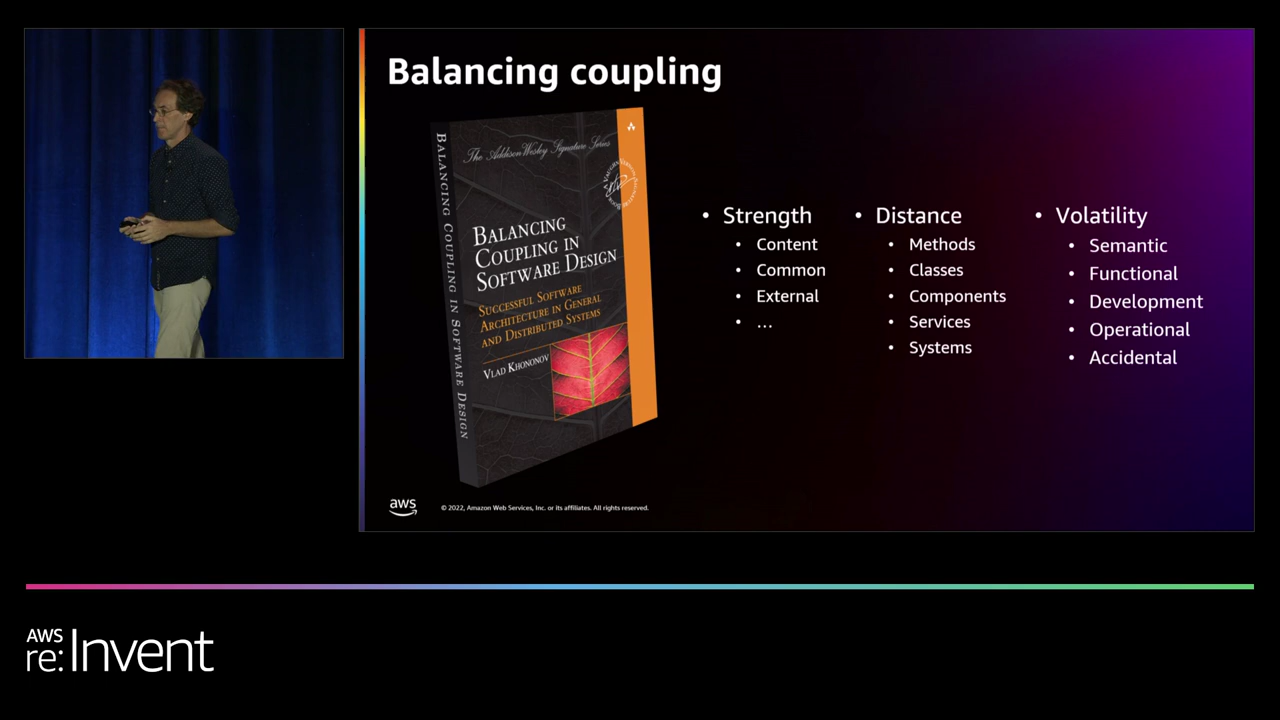 Balancing coupling
BALANCING COUPLING IN SOFTWARE DESIGN
The Addison Wesley Signature Series
BALANCING
COUPLING IN
SOFTWARE DESIGN
SUCCESSFUL SOFTWARE
ARCHITECTURE IN GENERAL
AND DISTRIBUTED SYSTEMS
VLAD KHONONOV
• Strength
• Content
• Common
• External
• ...
• Distance
• Methods
• Classes
• Components
• Services
• Systems
• Volatility
• Semantic
• Functional
• Development
• Operational
• Accidental
aws
© 2022, Amazon Web Services, Inc. or its affiliates. All rights reserved.
AWS
re:Invent